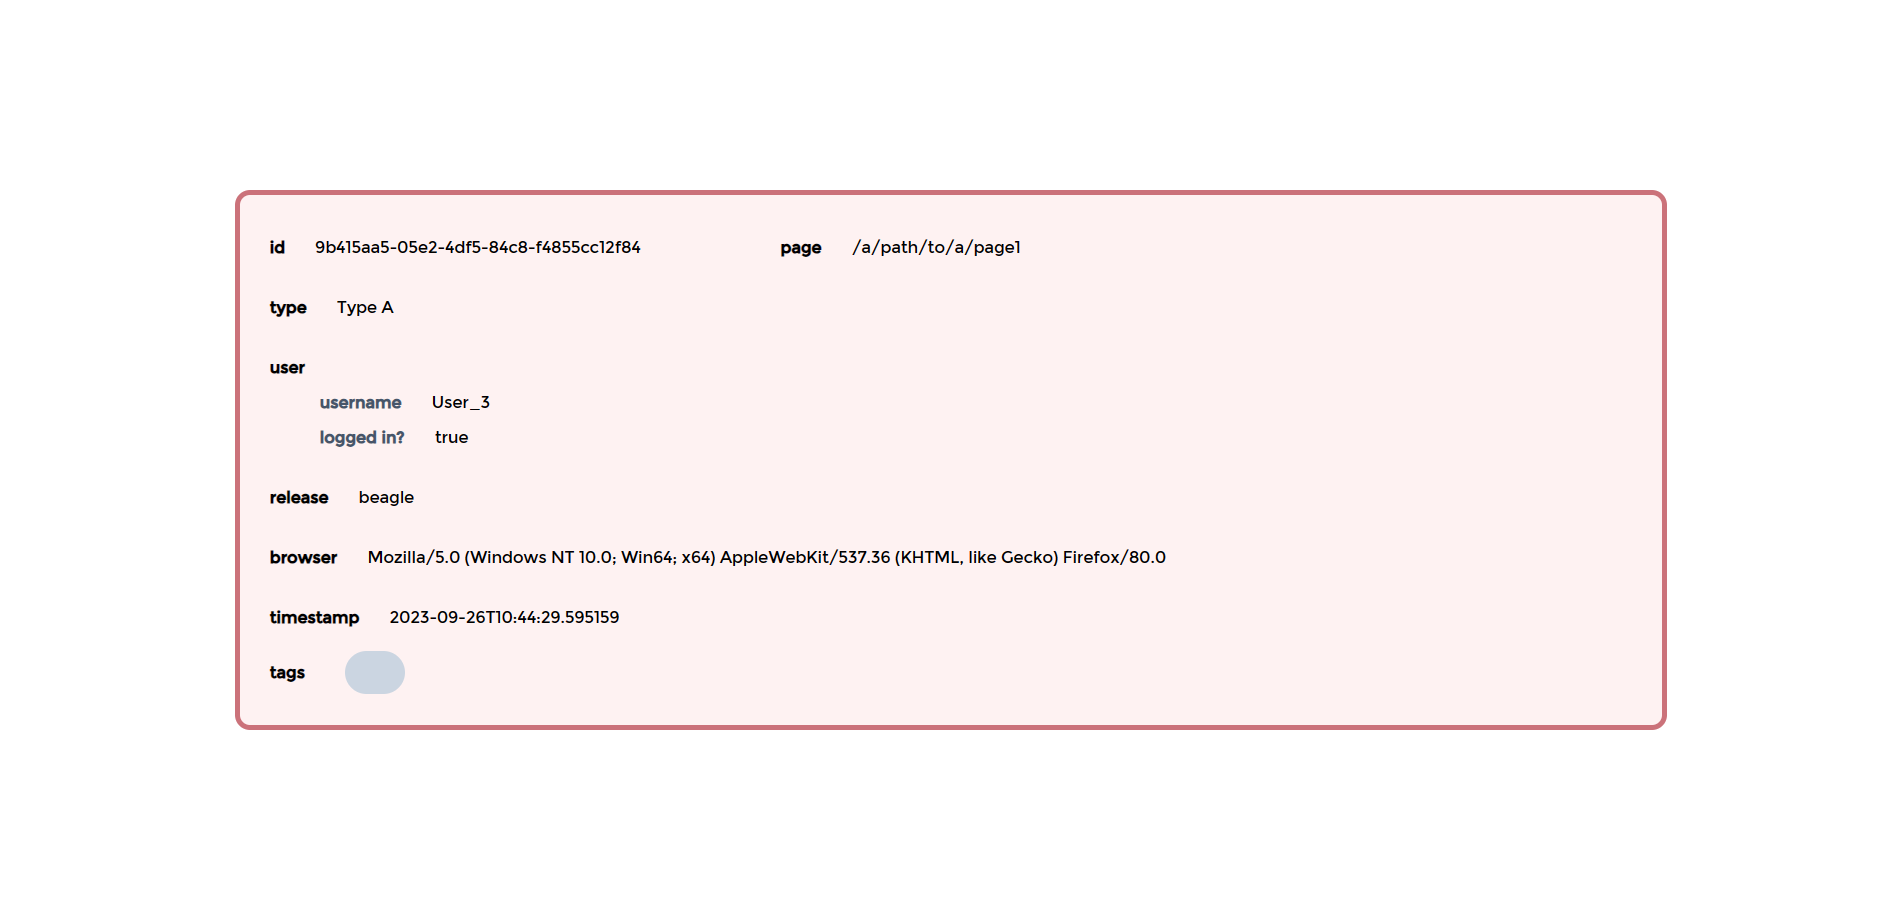 id 9b415aa5-05e2-4df5-84c8-f4855cc12f84 page /a/path/to/a/page1
type Type A
user
username User_3
logged in? true
release beagle
browser Mozilla/5.0 (Windows NT 10.0; Win64; x64) AppleWebKit/537.36 (KHTML, like Gecko) Firefox/80.0
timestamp 2023-09-26T10:44:29.595159
tags